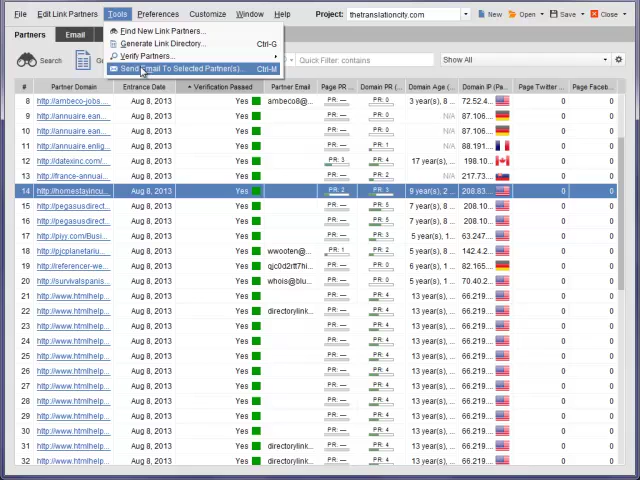 File Edit Link Partners Tools Preferences Customize Window Help Project: thetranslationcity.com New Open Save Close
Partners Email
Find New Link Partners...
Generate Link Directory... Ctrl-G
Verify Partners...
Send Email To Selected Partner(s)... Ctrl-M
Search Quick Filter: contains Show All
# Partner Domain Entrance Date Verification Passed Partner Email Page PR ... Domain PR (... Domain Age (... Domain IP (Pa... Page Twitter ... Page Faceb...
8 http://ambeco-jobs.... Aug 8, 2013 Yes ambeco8@... PR: — PR: 0 3 year(s), 8 ... 72.52.4... 0 0
9 http://annuaire.ean... Aug 8, 2013 Yes PR: — PR: 0 N/A 87.106.... 0 0
10 http://annuaire.ean... Aug 8, 2013 Yes PR: — PR: 0 N/A 87.106.... 0 0
11 http://annuaire.enlig... Aug 8, 2013 Yes PR: — PR: 1 N/A 88.191.... 0 0
12 http://datexinc.com/... Aug 8, 2013 Yes PR: 3 PR: 4 17 year(s), ... 198.10... 0 0
13 http://france-annuai... Aug 8, 2013 Yes PR: — PR: 2 N/A 217.73.... 0 0
14 http://homestayincu... Aug 8, 2013 Yes PR: 2 PR: 3 9 year(s), 2 ... 208.83.... 0 0
15 http://pegasusdirect... Aug 8, 2013 Yes PR: — PR: 5 7 year(s), 8 ... 208.10... 0 0
16 http://pegasusdirect... Aug 8, 2013 Yes PR: — PR: 5 7 year(s), 8 ... 208.10... 0 0
17 http://pijyy.com/Busi... Aug 8, 2013 Yes PR: — PR: 3 5 year(s), 1... 63.247.... 0 0
18 http://pjcplanetariu... Aug 8, 2013 Yes wwooten@... PR: 1 PR: 2 5 year(s), 8 ... 142.4.2... 0 0
19 http://referencer-we... Aug 8, 2013 Yes qjc0d2rtt7hi... PR: — PR: 0 6 year(s), 1... 82.165.... 0 0
20 http://survivalspanis... Aug 8, 2013 Yes whois@blu... PR: — PR: 0 5 year(s), 4 ... 70.40.2... 0 0
21 http://www.htmlhelp... Aug 8, 2013 Yes PR: — PR: 4 13 year(s), ... 66.219.... 0 0
22 http://www.htmlhelp... Aug 8, 2013 Yes directorylink... PR: — PR: 4 13 year(s), ... 66.219.... 0 0
23 http://www.htmlhelp... Aug 8, 2013 Yes PR: — PR: 4 13 year(s), ... 66.219.... 0 0
24 http://www.htmlhelp... Aug 8, 2013 Yes PR: — PR: 4 13 year(s), ... 66.219.... 0 0
25 http://www.htmlhelp... Aug 8, 2013 Yes PR: — PR: 4 13 year(s), ... 66.219.... 0 0
26 http://www.htmlhelp... Aug 8, 2013 Yes PR: — PR: 4 13 year(s), ... 66.219.... 0 0
27 http://www.htmlhelp... Aug 8, 2013 Yes PR: — PR: 4 13 year(s), ... 66.219.... 0 0
28 http://www.htmlhelp... Aug 8, 2013 Yes PR: — PR: 4 13 year(s), ... 66.219.... 0 0
29 http://www.htmlhelp... Aug 8, 2013 Yes PR: — PR: 4 13 year(s), ... 66.219.... 0 0
30 http://www.htmlhelp... Aug 8, 2013 Yes PR: — PR: 4 13 year(s), ... 66.219.... 0 0
31 http://www.htmlhelp... Aug 8, 2013 Yes directorylink... PR: — PR: 4 13 year(s), ... 66.219.... 0 0
32 http://www.htmlhelp... Aug 8, 2013 Yes directorylink... PR: — PR: 4 13 year(s), ... 66.219.... 0 0